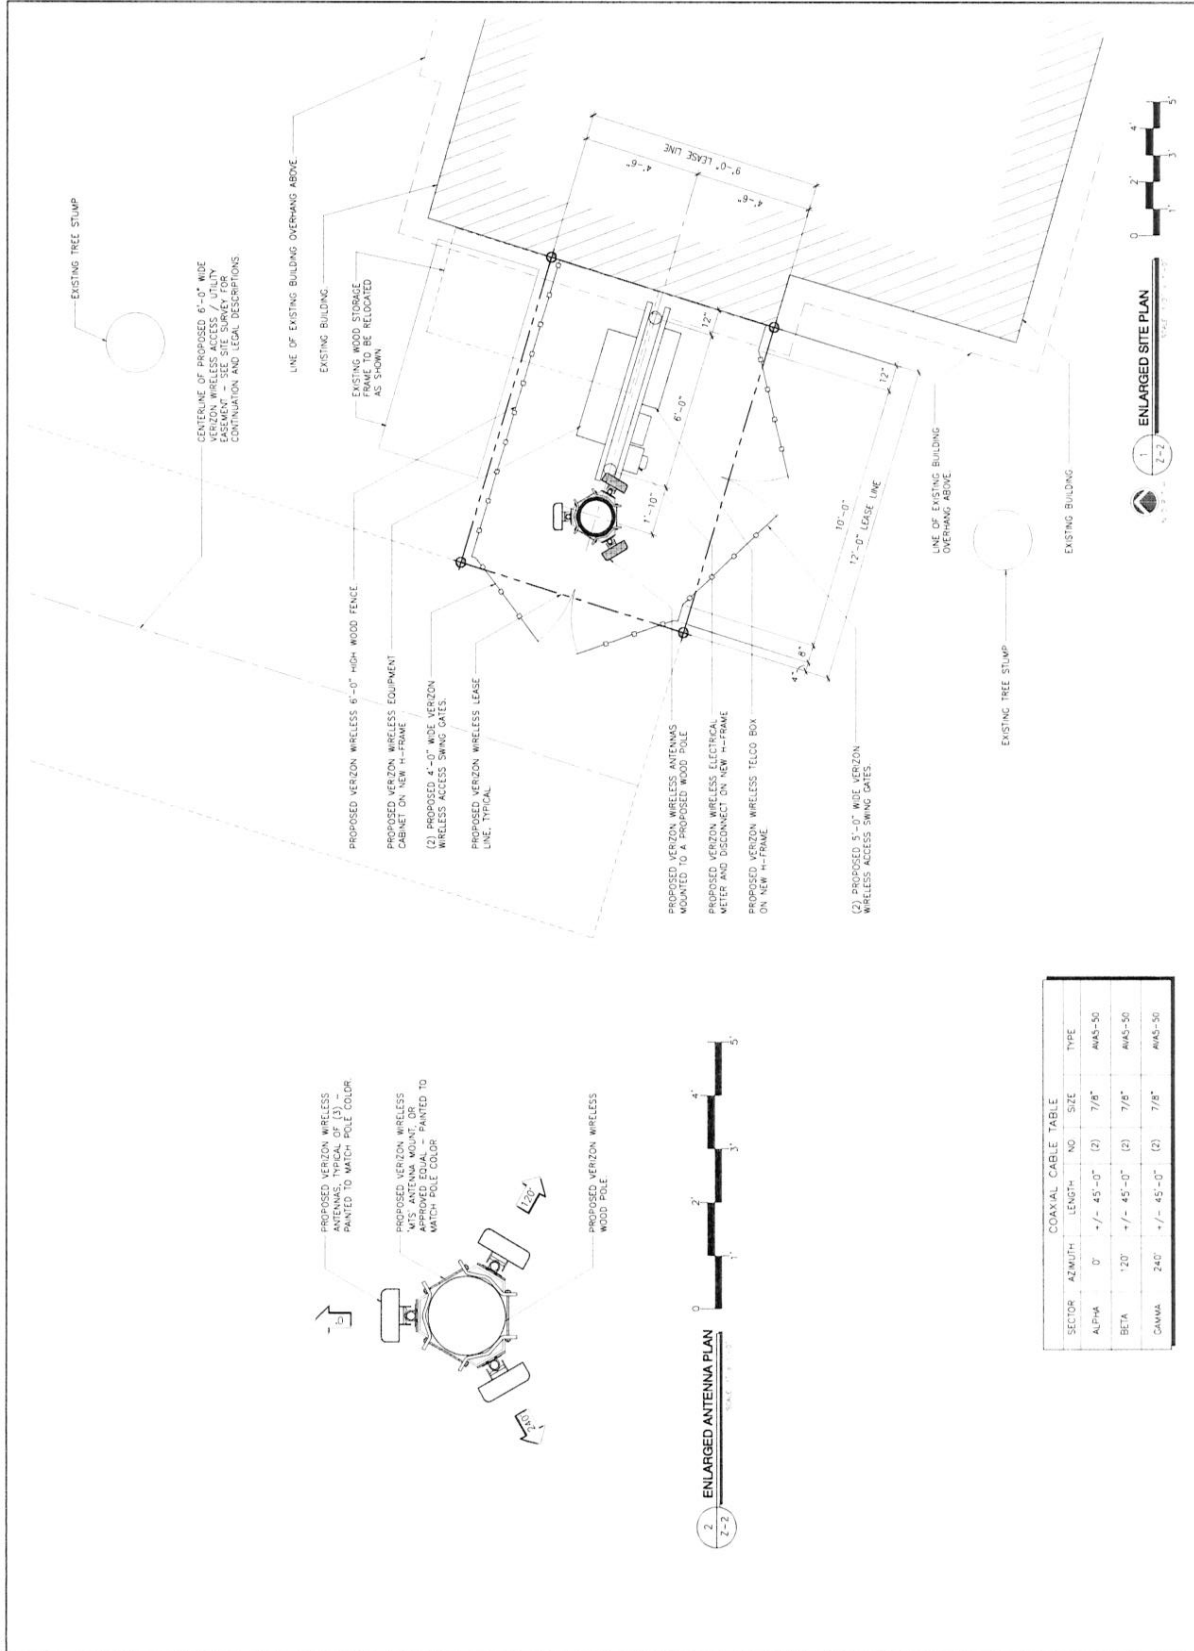 EXISTING TREE STUMP
CENTERLINE OF PROPOSED 6'-0" WIDE
VERIZON WIRELESS ACCESS / UTILITY
EASEMENT - SEE SITE SURVEY FOR
CONTINUATION AND LEGAL DESCRIPTIONS.
LINE OF EXISTING BUILDING OVERHANG ABOVE.
EXISTING BUILDING.
EXISTING WOOD STORAGE
FRAME TO BE RELOCATED
AS SHOWN
PROPOSED VERIZON WIRELESS 6'-0" HIGH WOOD FENCE
PROPOSED VERIZON WIRELESS EQUIPMENT
CABINET ON NEW H-FRAME
(2) PROPOSED 4'-0" WIDE VERIZON
WIRELESS ACCESS SWING GATES.
PROPOSED VERIZON WIRELESS LEASE
LINE, TYPICAL
9'-0" LEASE LINE
4'-6"
4'-6"
12"
6'-0"
1'-10"
12"
10'-0"
12'-0" LEASE LINE
8"
4"
PROPOSED VERIZON WIRELESS ANTENNAS
MOUNTED TO A PROPOSED WOOD POLE
PROPOSED VERIZON WIRELESS ELECTRICAL
METER AND DISCONNECT ON NEW H-FRAME
PROPOSED VERIZON WIRELESS TELCO BOX
ON NEW H-FRAME.
(2) PROPOSED 5'-0" WIDE VERIZON
WIRELESS ACCESS SWING GATES.
LINE OF EXISTING BUILDING
OVERHANG ABOVE.
EXISTING TREE STUMP
EXISTING BUILDING
1
Z-2
ENLARGED SITE PLAN
0 1' 2' 3' 4' 5'
PROPOSED VERIZON WIRELESS
ANTENNAS, TYPICAL OF (3) -
PAINTED TO MATCH POLE COLOR.
PROPOSED VERIZON WIRELESS
'MTS' ANTENNA MOUNT, OR
APPROVED EQUAL - PAINTED TO
MATCH POLE COLOR
PROPOSED VERIZON WIRELESS
WOOD POLE
120°
240°
2
Z-2
ENLARGED ANTENNA PLAN
0 1' 2' 3' 4' 5'
COAXIAL CABLE TABLE
SECTOR AZIMUTH LENGTH NO SIZE TYPE
ALPHA 0° +/- 45'-0" (2) 7/8" AVA5-50
BETA 120° +/- 45'-0" (2) 7/8" AVA5-50
GAMMA 240° +/- 45'-0" (2) 7/8" AVA5-50